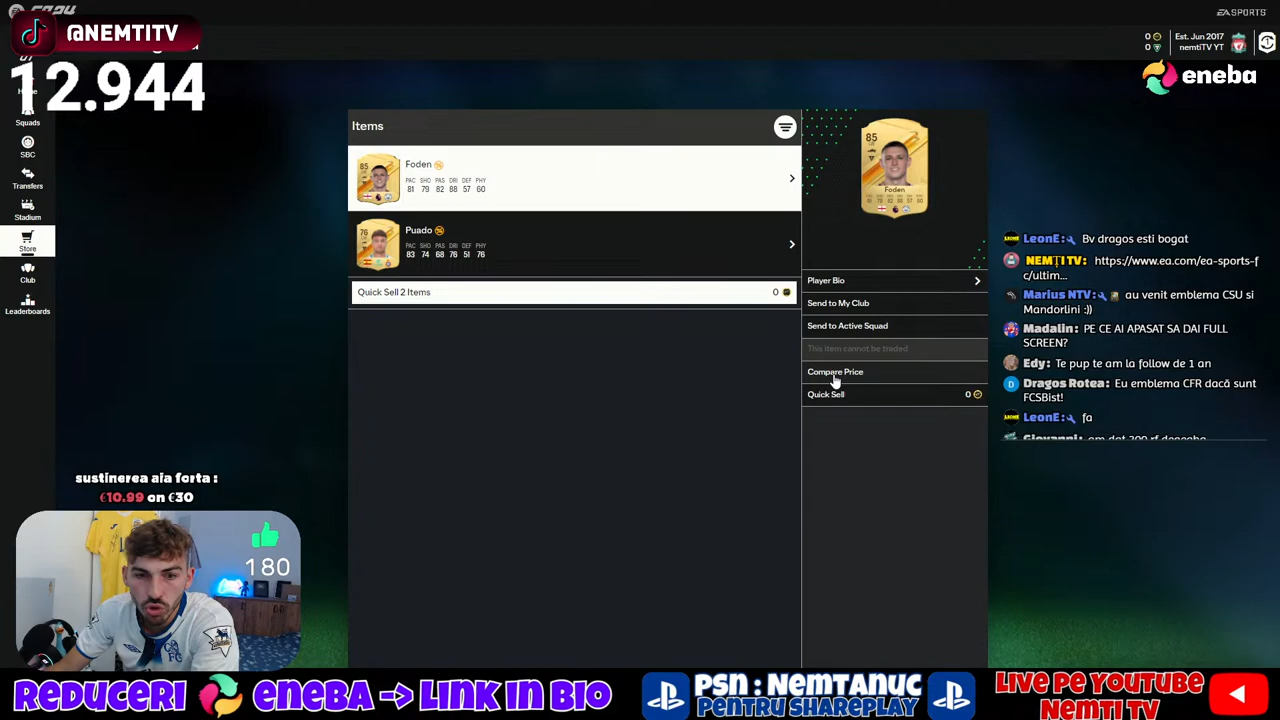 @NEMTITV
12.944
EA SPORTS
0
0
Est. Jun 2017
nemtiTV YT
eneba
Squads
SBC
Transfers
Stadium
Store
Club
Leaderboards
Items
Foden
85
PAC SHO PAS DRI DEF PHY
81 79 82 88 57 60
Puado
76
PAC SHO PAS DRI DEF PHY
83 74 68 76 51 76
Quick Sell 2 Items 0
85
Foden
Player Bio
Send to My Club
Send to Active Squad
This item cannot be traded
Compare Price
Quick Sell 0
LeonE: Bv dragos esti bogat
NEMTI TV: https://www.ea.com/ea-sports-f
c/ultim...
Marius NTV: au venit emblema CSU si
Mandorlini :))
Madalin: PE CE AI APASAT SA DAI FULL
SCREEN?
Edy: Te pup te am la follow de 1 an
Dragos Rotea: Eu emblema CFR dacă sunt
FCSBist!
LeonE: fa
sustinerea aia forta :
€10.99 on €30
180
REDUCERI eneba -> LINK IN BIO
PSN : NEMTANUC
PENTRU SHAREPLAY
LIVE PE YOUTUBE
NEMTI TV